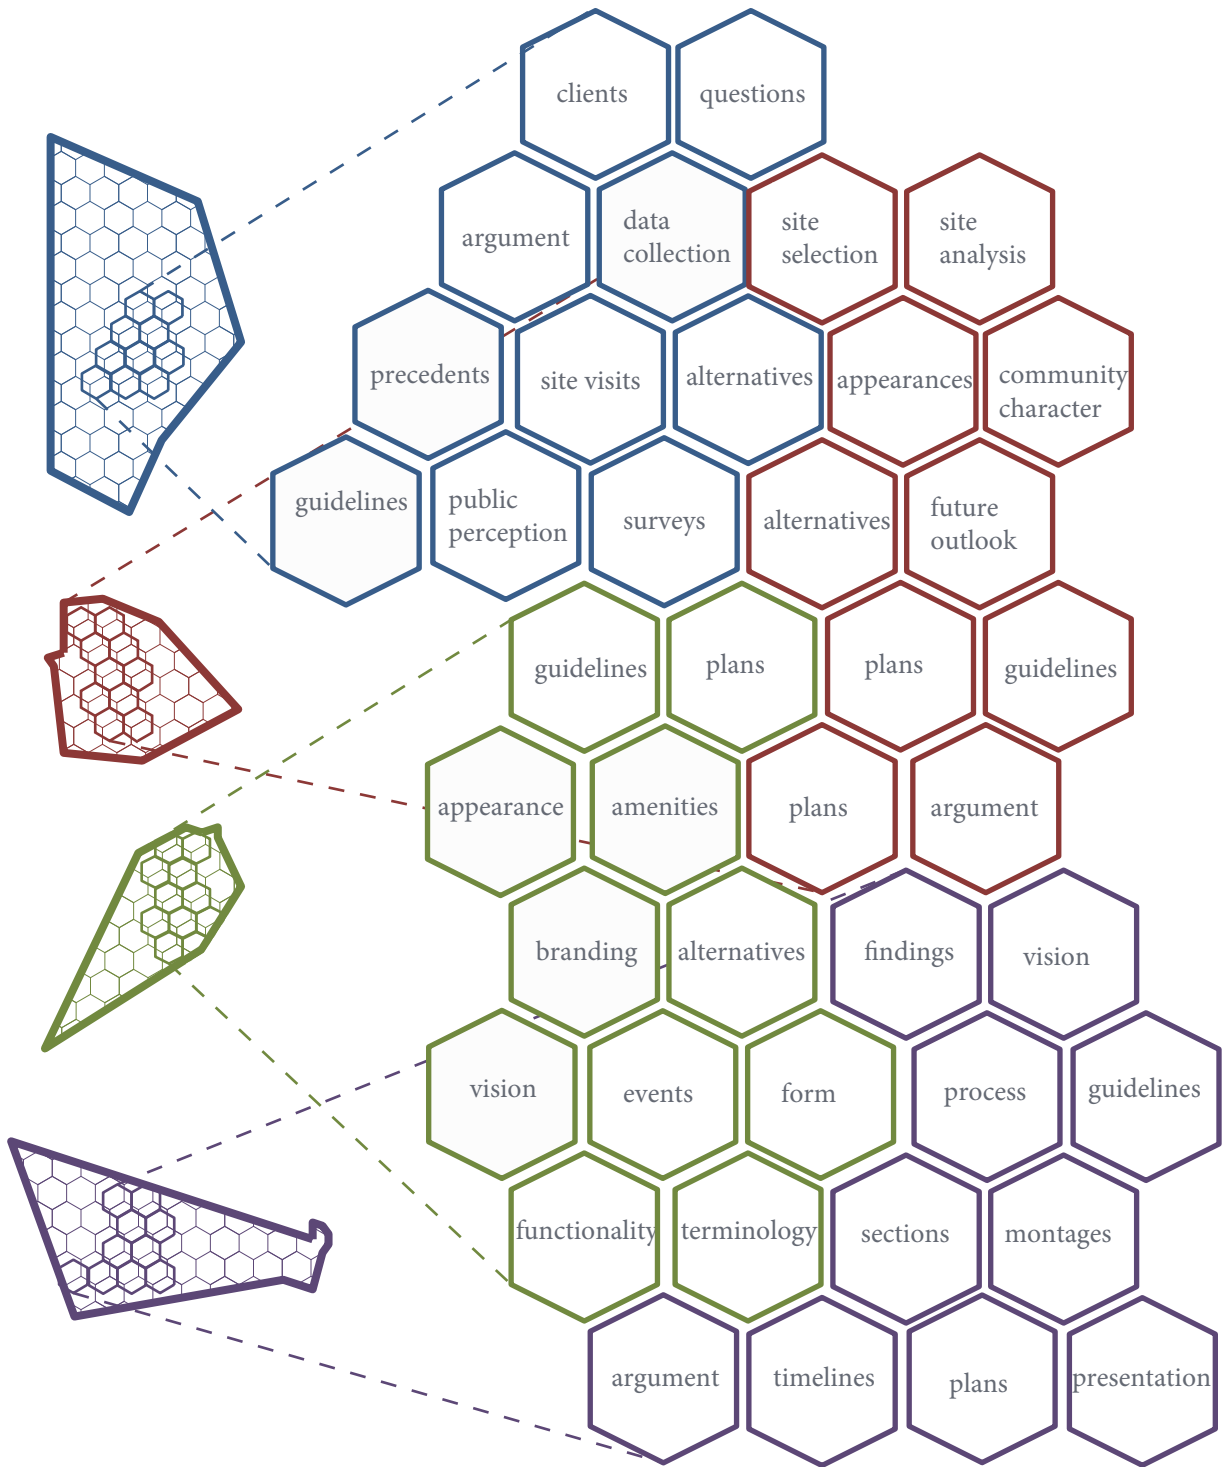 clients
questions
argument
data
collection
site
selection
site
analysis
precedents
site visits
alternatives
appearances
community
character
guidelines
public
perception
surveys
alternatives
future
outlook
guidelines
plans
plans
guidelines
appearance
amenities
plans
argument
branding
alternatives
findings
vision
vision
events
form
process
guidelines
functionality
terminology
sections
montages
argument
timelines
plans
presentation